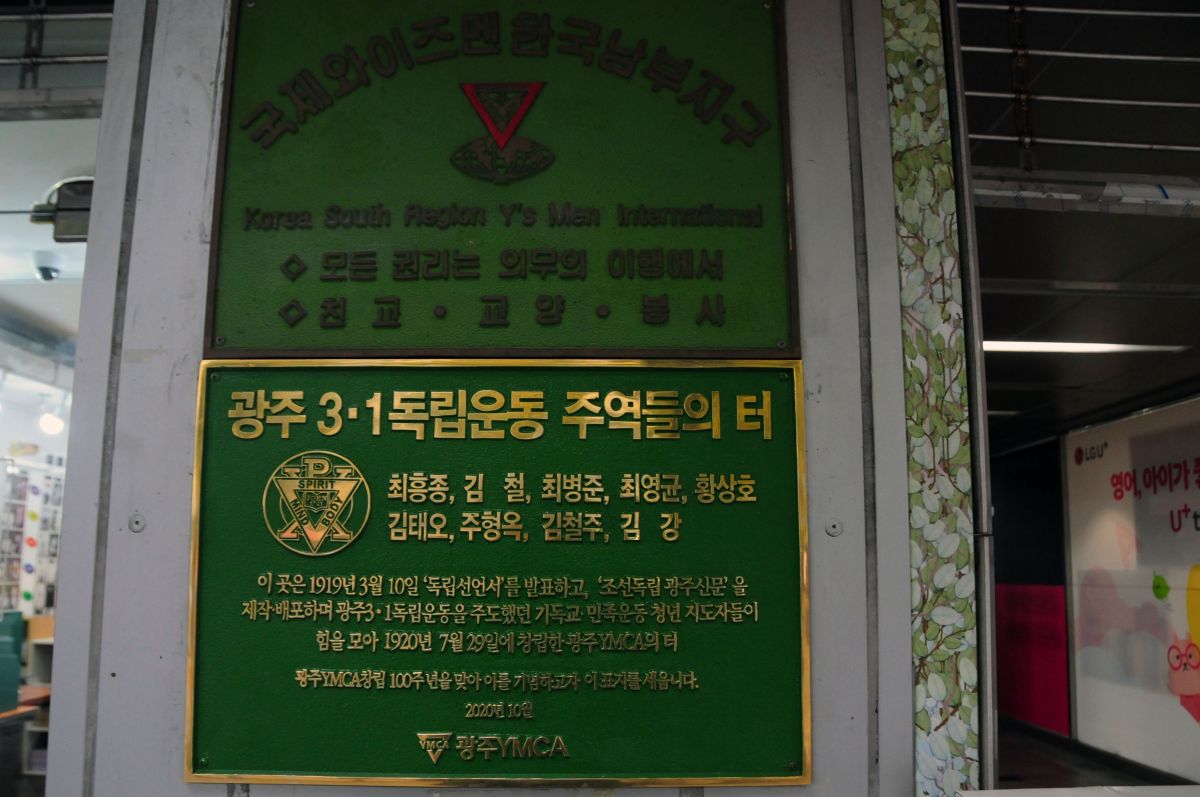 국제와이즈멘한국남부지구
Korea South Region Y's Men International
◇ 모든 권리는 의무의 이행에서
◇ 친교 · 교양 · 봉사
광주 3·1독립운동 주역들의 터
PX
SPIRIT
MIND
BODY
최흥종, 김 철, 최병준, 최영균, 황상호
김태오, 주형옥, 김철주, 김 강
이 곳은 1919년 3월 10일 '독립선언서'를 발표하고, '조선독립 광주신문' 을
제작·배포하며 광주3·1독립운동을 주도했던 기독교 민족운동 청년 지도자들이
힘을 모아 1920년 7월 29일에 창립한 광주YMCA의 터
광주YMCA창립 100주년을 맞아 이를 기념하고자 이 표지를 세웁니다.
2020년 10월
YMCA 광주YMCA
LG U+
영어, 아이가
U+